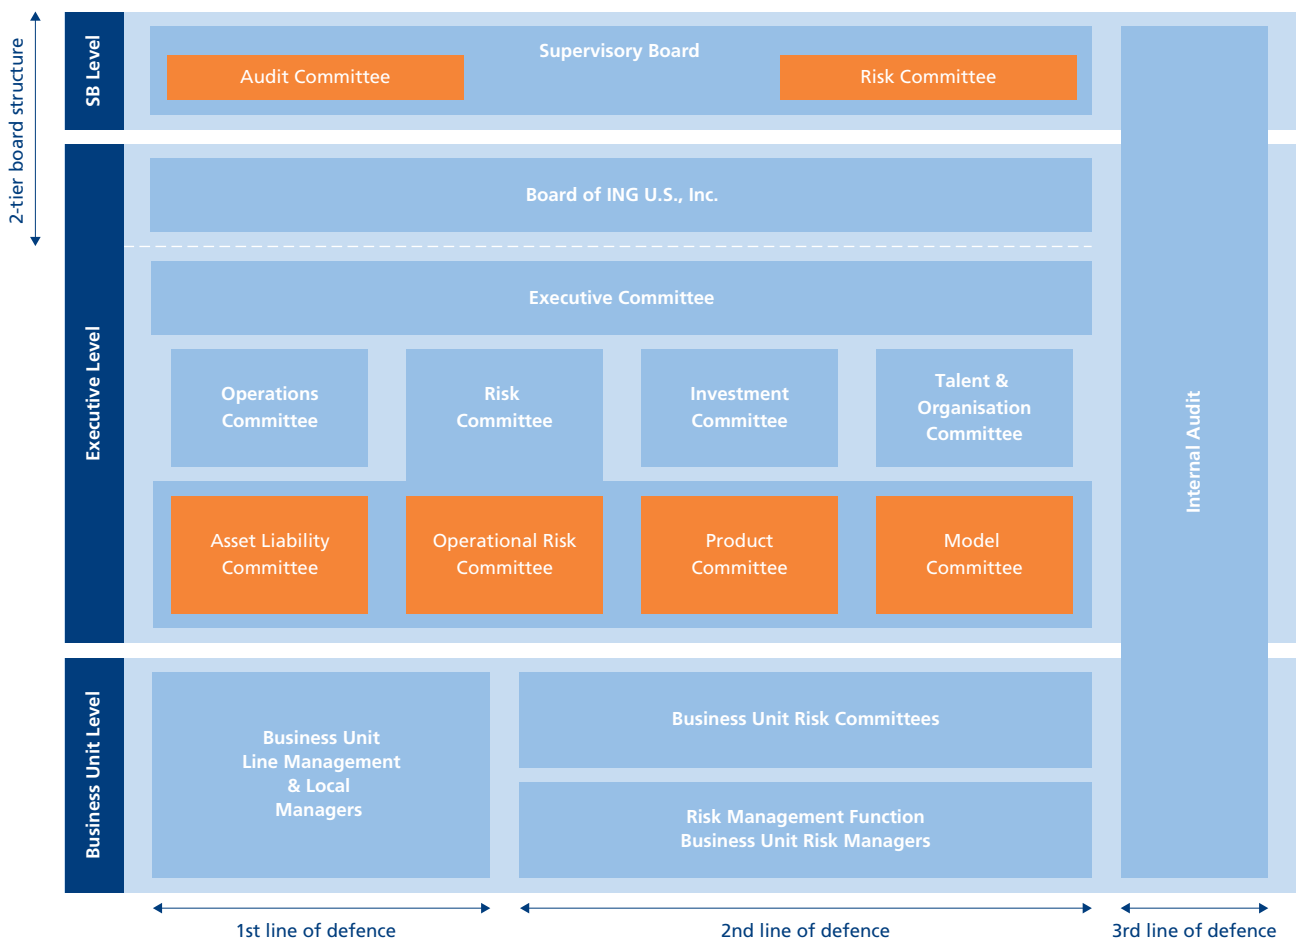 2-tier board structure
SB Level
Supervisory Board
Audit Committee
Risk Committee
Executive Level
Board of ING U.S., Inc.
Executive Committee
Operations
Committee
Risk
Committee
Investment
Committee
Talent &
Organisation
Committee
Asset Liability
Committee
Operational Risk
Committee
Product
Committee
Model
Committee
Internal Audit
Business Unit Level
Business Unit
Line Management
& Local
Managers
Business Unit Risk Committees
Risk Management Function
Business Unit Risk Managers
1st line of defence
2nd line of defence
3rd line of defence